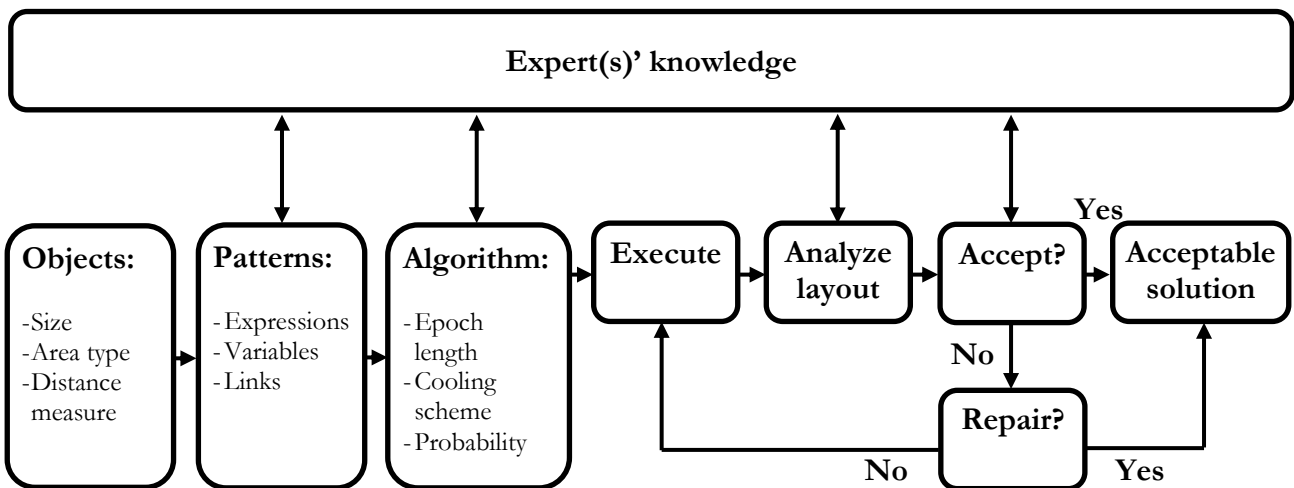 Expert(s)’ knowledge
Objects:
-Size
-Area type
-Distance
measure
Patterns:
-Expressions
-Variables
-Links
Algorithm:
-Epoch
length
-Cooling
scheme
-Probability
Execute
Analyze
layout
Accept?
Yes
Acceptable
solution
No
Repair?
No
Yes